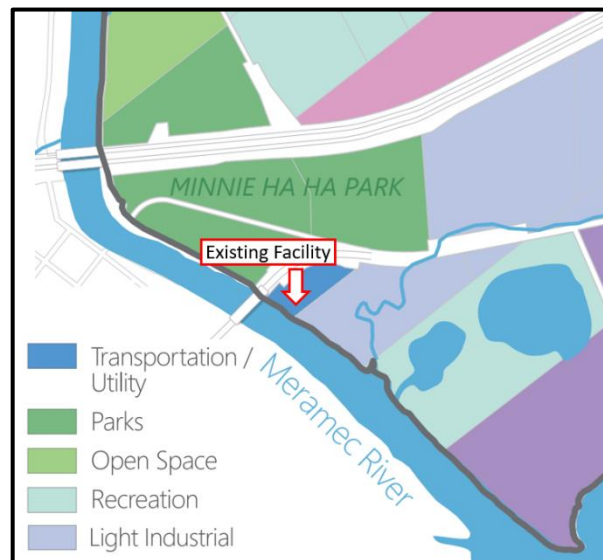 MINNIE HA HA PARK
Existing Facility
Meramec River
Transportation /
Utility
Parks
Open Space
Recreation
Light Industrial